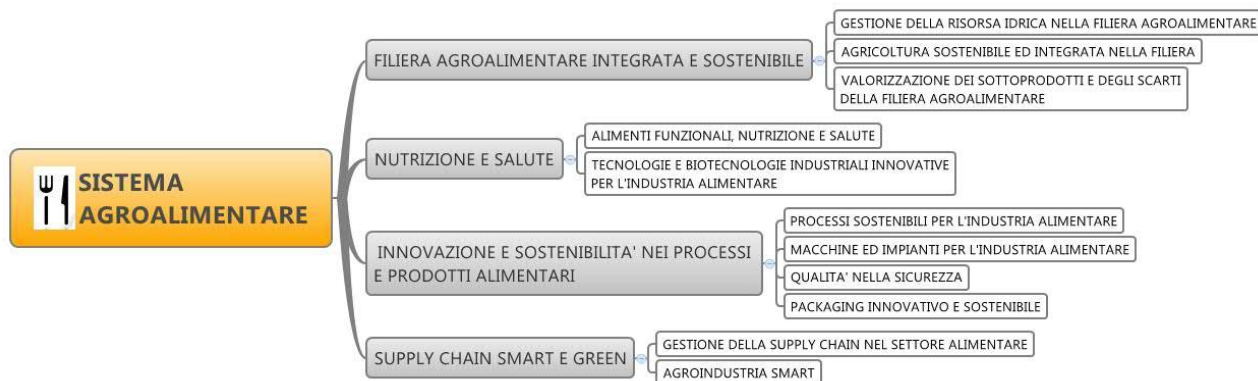 SISTEMA
AGROALIMENTARE
FILIERA AGROALIMENTARE INTEGRATA E SOSTENIBILE
GESTIONE DELLA RISORSA IDRICA NELLA FILIERA AGROALIMENTARE
AGRICOLTURA SOSTENIBILE ED INTEGRATA NELLA FILIERA
VALORIZZAZIONE DEI SOTTOPRODOTTI E DEGLI SCARTI
DELLA FILIERA AGROALIMENTARE
NUTRIZIONE E SALUTE
ALIMENTI FUNZIONALI, NUTRIZIONE E SALUTE
TECNOLOGIE E BIOTECNOLOGIE INDUSTRIALI INNOVATIVE
PER L'INDUSTRIA ALIMENTARE
INNOVAZIONE E SOSTENIBILITA' NEI PROCESSI
E PRODOTTI ALIMENTARI
PROCESSI SOSTENIBILI PER L'INDUSTRIA ALIMENTARE
MACCHINE ED IMPIANTI PER L'INDUSTRIA ALIMENTARE
QUALITA' NELLA SICUREZZA
PACKAGING INNOVATIVO E SOSTENIBILE
SUPPLY CHAIN SMART E GREEN
GESTIONE DELLA SUPPLY CHAIN NEL SETTORE ALIMENTARE
AGROINDUSTRIA SMART